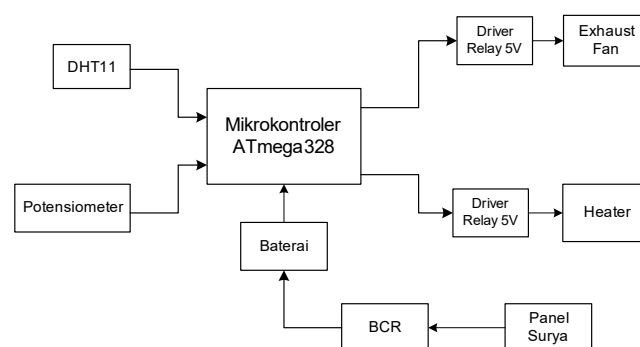 Driver
Relay 5V
Exhaust
Fan
DHT11
Mikrokontroler
ATmega328
Potensiometer
Driver
Relay 5V
Heater
Baterai
BCR
Panel
Surya